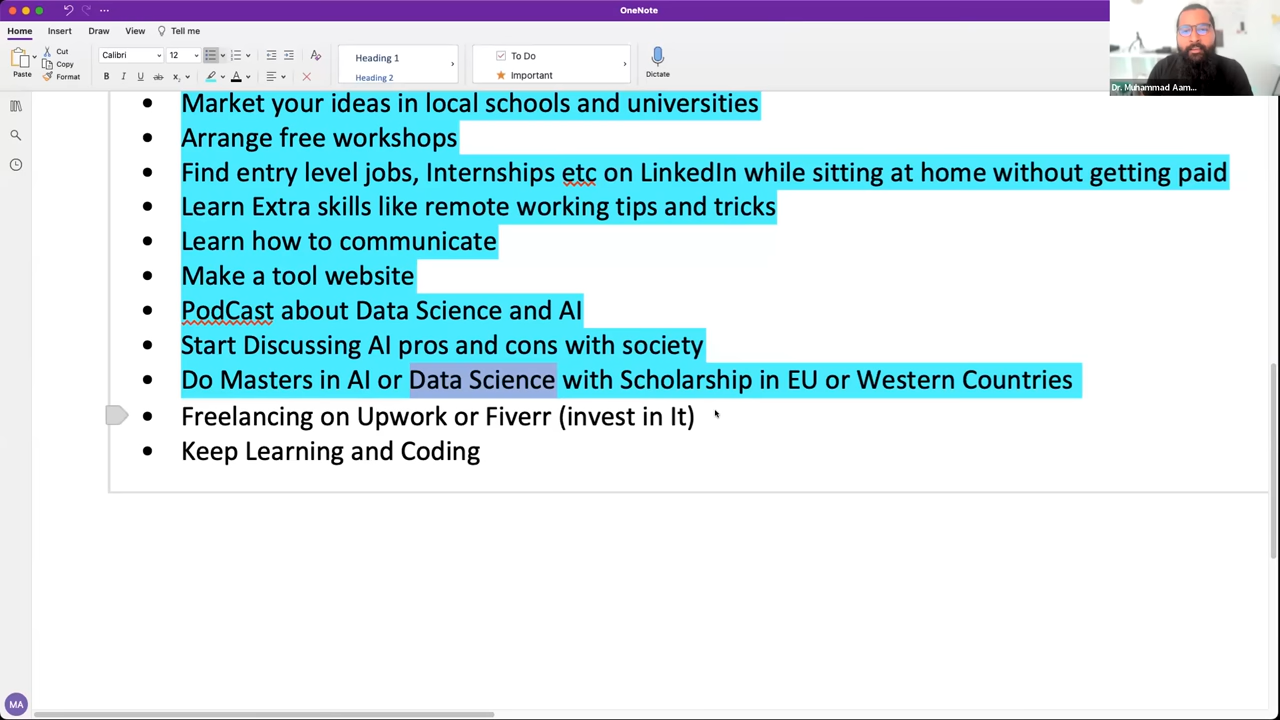 OneNote
Home Insert Draw View Tell me
Paste
Cut
Copy
Format
Calibri 12
B I U ab x A
Heading 1
Heading 2
To Do
Important
Dictate
Dr. Muhammad Aam...
• Market your ideas in local schools and universities
• Arrange free workshops
• Find entry level jobs, Internships etc on LinkedIn while sitting at home without getting paid
• Learn Extra skills like remote working tips and tricks
• Learn how to communicate
• Make a tool website
• PodCast about Data Science and AI
• Start Discussing AI pros and cons with society
• Do Masters in AI or Data Science with Scholarship in EU or Western Countries
• Freelancing on Upwork or Fiverr (invest in It)
• Keep Learning and Coding
MA